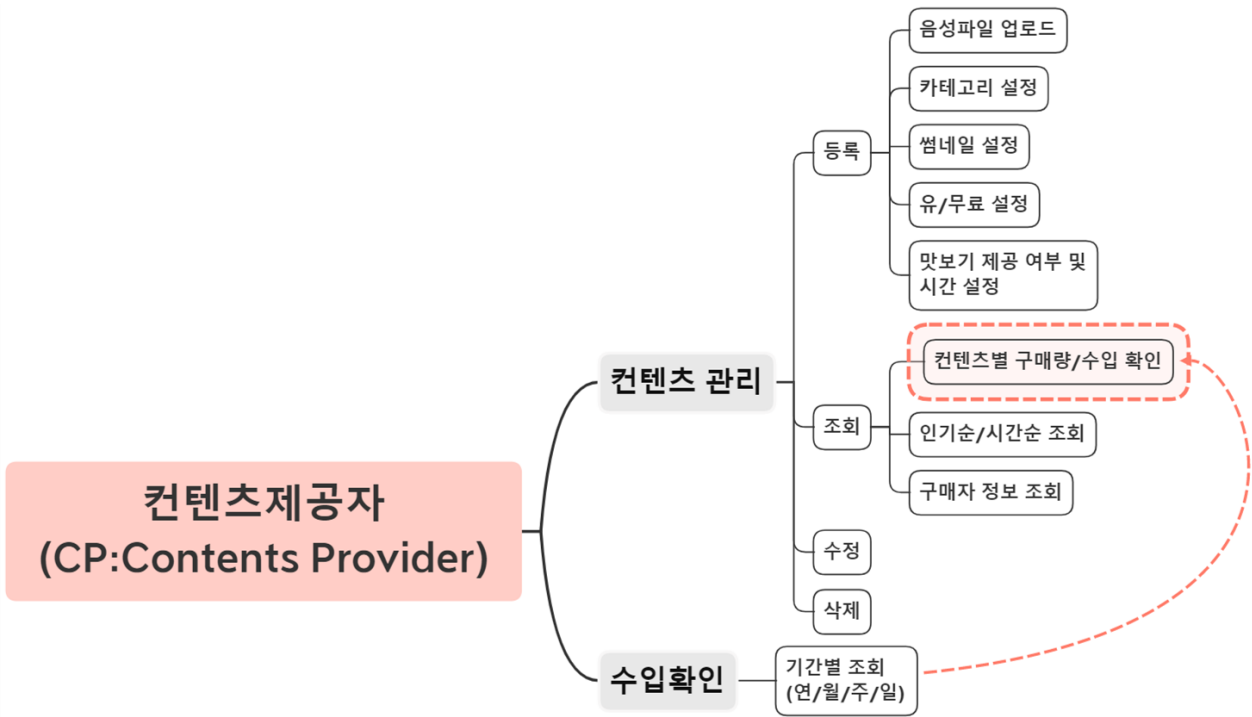 컨텐츠제공자
(CP:Contents Provider)
컨텐츠 관리
등록
음성파일 업로드
카테고리 설정
썸네일 설정
유/무료 설정
맛보기 제공 여부 및
시간 설정
조회
컨텐츠별 구매량/수입 확인
인기순/시간순 조회
구매자 정보 조회
수정
삭제
수입확인
기간별 조회
(연/월/주/일)